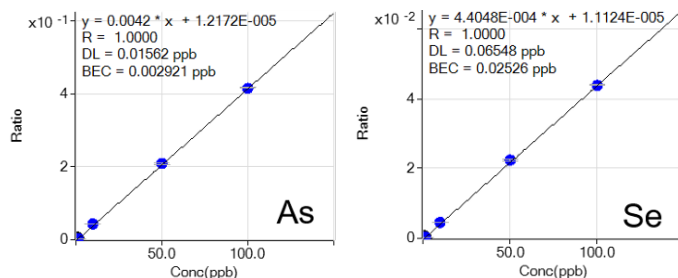 x10 -1
y = 0.0042 * x + 1.2172E-005
R = 1.0000
DL = 0.01562 ppb
BEC = 0.002921 ppb
4
Ratio
2
As
0
50.0 100.0
Conc(ppb)
x10 -2
y = 4.4048E-004 * x + 1.1124E-005
R = 1.0000
DL = 0.06548 ppb
BEC = 0.02526 ppb
4
Ratio
2
Se
0
50.0 100.0
Conc(ppb)